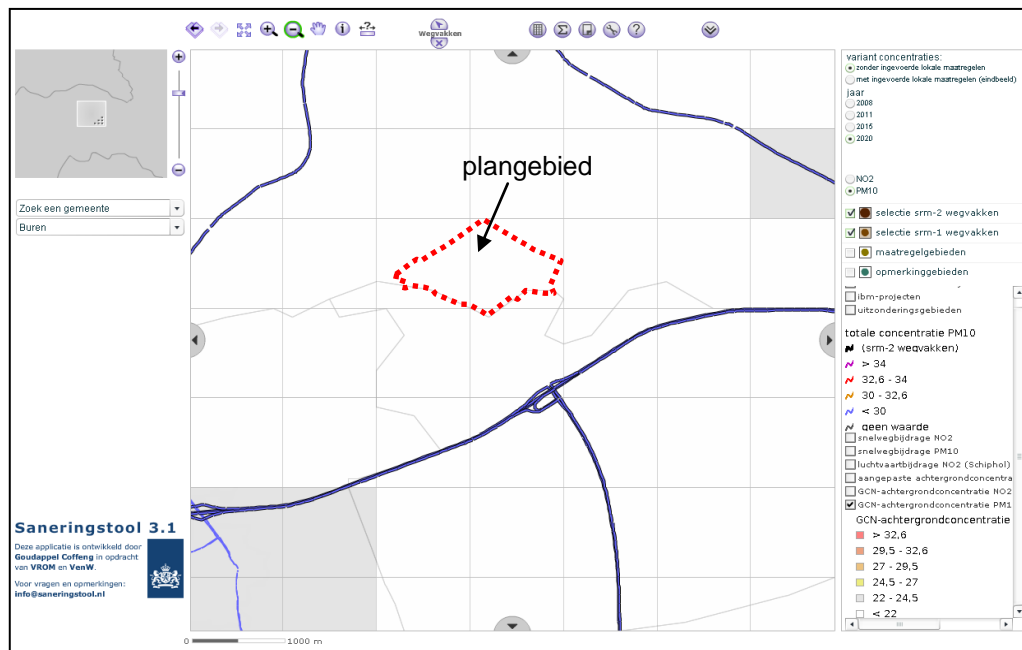 Wegvakken
Zoek een gemeente
Buren
plangebied
variant concentraties:
zonder ingevoerde lokale maatregelen
met ingevoerde lokale maatregelen (eindbeeld)
jaar
2008
2011
2015
2020
NO2
PM10
selectie srm-2 wegvakken
selectie srm-1 wegvakken
maatregelgebieden
opmerkinggebieden
ibm-projecten
uitzonderingsgebieden
totale concentratie PM10
(srm-2 wegvakken)
> 34
32,6 - 34
30 - 32,6
< 30
geen waarde
snelwegbijdrage NO2
snelwegbijdrage PM10
luchtvaartbijdrage NO2 (Schiphol)
aangepaste achtergrondconcentra
GCN-achtergrondconcentratie NO2
GCN-achtergrondconcentratie PM1
GCN-achtergrondconcentratie
> 32,6
29,5 - 32,6
27 - 29,5
24,5 - 27
22 - 24,5
< 22
Saneringstool 3.1
Deze applicatie is ontwikkeld door
Goudappel Coffeng in opdracht
van VROM en VenW.
Voor vragen en opmerkingen:
info@saneringstool.nl
0 1000 m